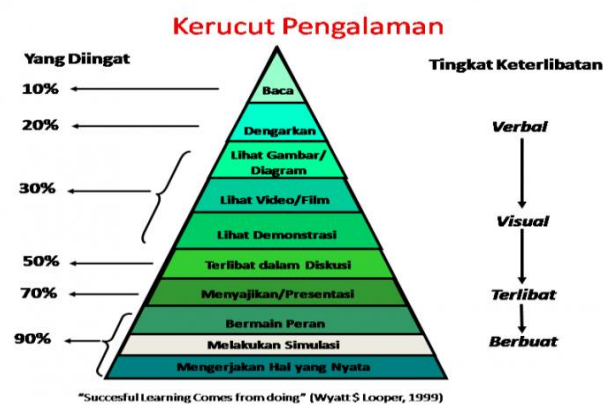 Kerucut Pengalaman
Yang Diingat
Tingkat Keterlibatan
10%
Baca
20%
Dengarkan
Verbal
Lihat Gambar/
Diagram
30%
Lihat Video/Film
Visual
Lihat Demonstrasi
50%
Terlibat dalam Diskusi
70%
Menyajikan/Presentasi
Terlibat
Bermain Peran
90%
Melakukan Simulasi
Berbuat
Mengerjakan Hal yang Nyata
“Succesful Learning Comes from doing” (Wyatt $ Looper, 1999)